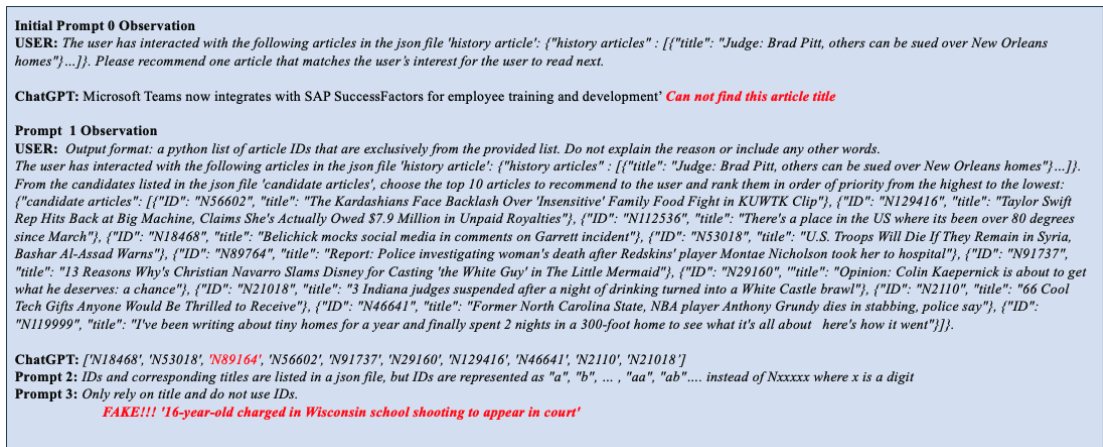 Initial Prompt 0 Observation
USER: The user has interacted with the following articles in the json file 'history article': {"history articles" : [{"title": "Judge: Brad Pitt, others can be sued over New Orleans
homes"}...]}. Please recommend one article that matches the user's interest for the user to read next.
ChatGPT: Microsoft Teams now integrates with SAP SuccessFactors for employee training and development' Can not find this article title
Prompt 1 Observation
USER: Output format: a python list of article IDs that are exclusively from the provided list. Do not explain the reason or include any other words.
The user has interacted with the following articles in the json file 'history article': {"history articles" : [{"title": "Judge: Brad Pitt, others can be sued over New Orleans homes"}...]}.
From the candidates listed in the json file 'candidate articles', choose the top 10 articles to recommend to the user and rank them in order of priority from the highest to the lowest:
{"candidate articles": [{"ID": "N56602", "title": "The Kardashians Face Backlash Over 'Insensitive' Family Food Fight in KUWTK Clip"}, {"ID": "N129416", "title": "Taylor Swift
Rep Hits Back at Big Machine, Claims She's Actually Owed $7.9 Million in Unpaid Royalties"}, {"ID": "N112536", "title": "There's a place in the US where its been over 80 degrees
since March"}, {"ID": "N18468", "title": "Belichick mocks social media in comments on Garrett incident"}, {"ID": "N53018", "title": "U.S. Troops Will Die If They Remain in Syria,
Bashar Al-Assad Warns"}, {"ID": "N89764", "title": "Report: Police investigating woman's death after Redskins' player Montae Nicholson took her to hospital"}, {"ID": "N91737",
"title": "13 Reasons Why's Christian Navarro Slams Disney for Casting 'the White Guy' in The Little Mermaid"}, {"ID": "N29160", '"title": "Opinion: Colin Kaepernick is about to get
what he deserves: a chance"}, {"ID": "N21018", "title": "3 Indiana judges suspended after a night of drinking turned into a White Castle brawl"}, {"ID": "N2110", "title": "66 Cool
Tech Gifts Anyone Would Be Thrilled to Receive"}, {"ID": "N46641", "title": "Former North Carolina State, NBA player Anthony Grundy dies in stabbing, police say"}, {"ID":
"N119999", "title": "I've been writing about tiny homes for a year and finally spent 2 nights in a 300-foot home to see what it's all about   here's how it went"}]}.
ChatGPT: ['N18468', 'N53018', 'N89164', 'N56602', 'N91737', 'N29160', 'N129416', 'N46641', 'N2110', 'N21018']
Prompt 2: IDs and corresponding titles are listed in a json file, but IDs are represented as "a", "b", ... , "aa", "ab".... instead of Nxxxxx where x is a digit
Prompt 3: Only rely on title and do not use IDs.
FAKE!!! '16-year-old charged in Wisconsin school shooting to appear in court'